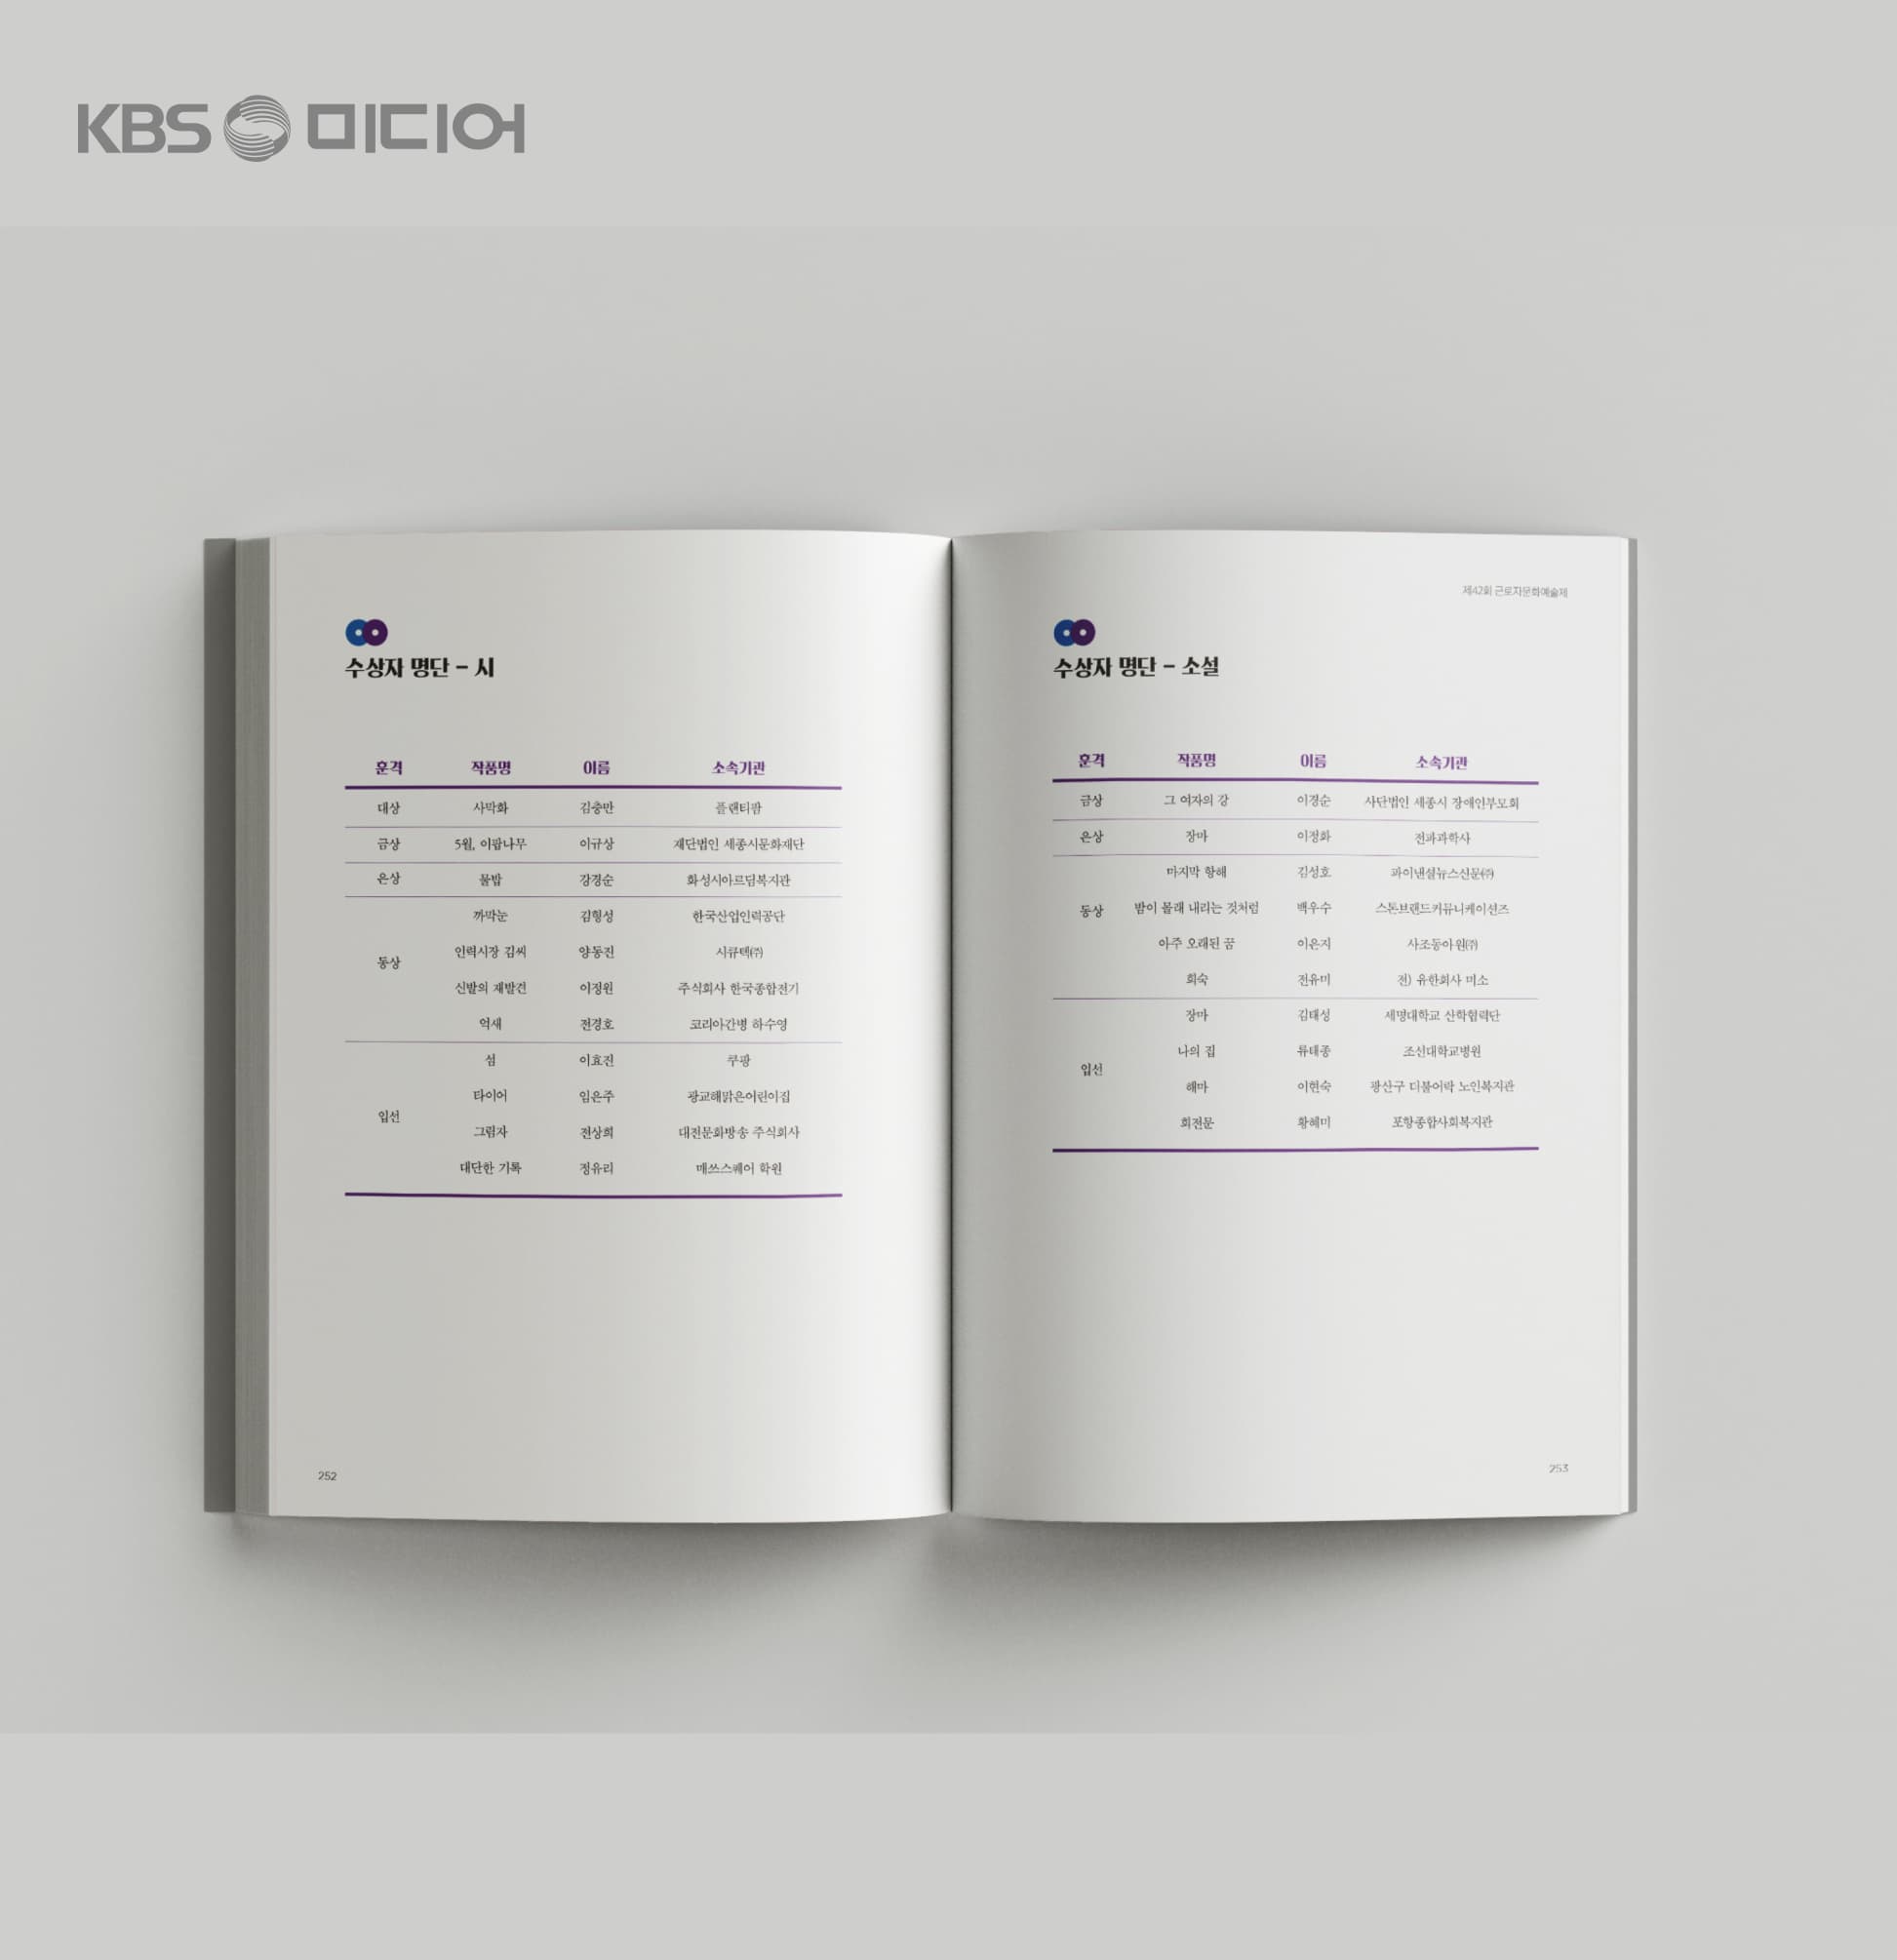 KBS 미디어
수상자 명단 - 시
훈격 작품명 이름 소속기관
대상 사막화 김충만 플랜티팜
금상 5월, 이팝나무 이규상 재단법인 세종시문화재단
은상 물밥 강경순 화성시아르딤복지관
까막눈 김형성 한국산업인력공단
동상 인력시장 김씨 양동진 시큐텍㈜
신발의 재발견 이정원 주식회사 한국종합전기
억새 전경호 코리아간병 하수영
섬 이효진 쿠팡
입선 타이어 임은주 광교해맑은어린이집
그림자 전상희 대전문화방송 주식회사
대단한 기록 정유리 매쓰스퀘어 학원
252
제42회 근로자문화예술제
수상자 명단 - 소설
훈격 작품명 이름 소속기관
금상 그 여자의 강 이경순 사단법인 세종시 장애인부모회
은상 장마 이정화 전파과학사
마지막 항해 김성호 파이낸셜뉴스신문㈜
동상 밤이 몰래 내리는 것처럼 백우수 스톤브랜드커뮤니케이션즈
아주 오래된 꿈 이은지 사조동아원㈜
희숙 전유미 전) 유한회사 미소
장마 김태성 세명대학교 산학협력단
입선 나의 집 류태종 조선대학교병원
해마 이현숙 광산구 더불어락 노인복지관
회전문 황혜미 포항종합사회복지관
253